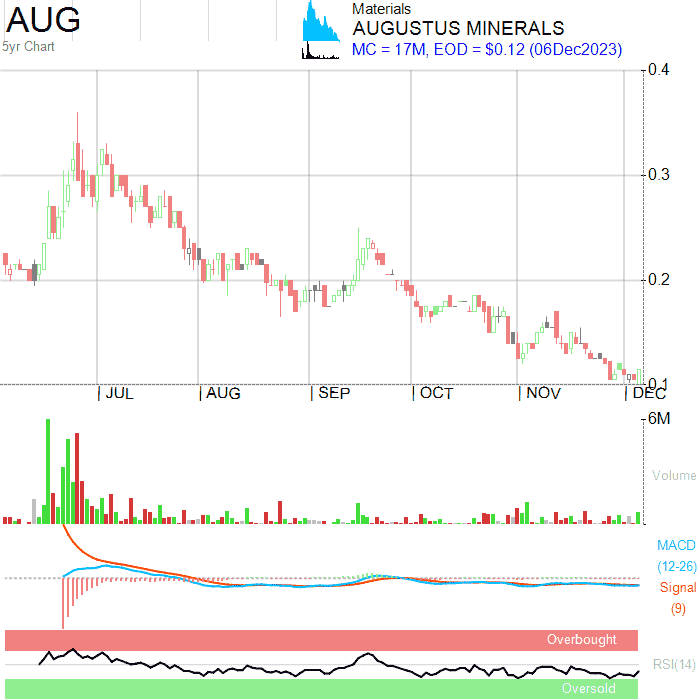 AUG
5yr Chart
Materials
AUGUSTUS MINERALS
MC = 17M, EOD = $0.12 (06Dec2023)
0.4
0.3
0.2
0.1
JUL
AUG
SEP
OCT
NOV
DEC
6M
Volume
MACD
(12-26)
Signal
(9)
Overbought
RSI(14)
Oversold